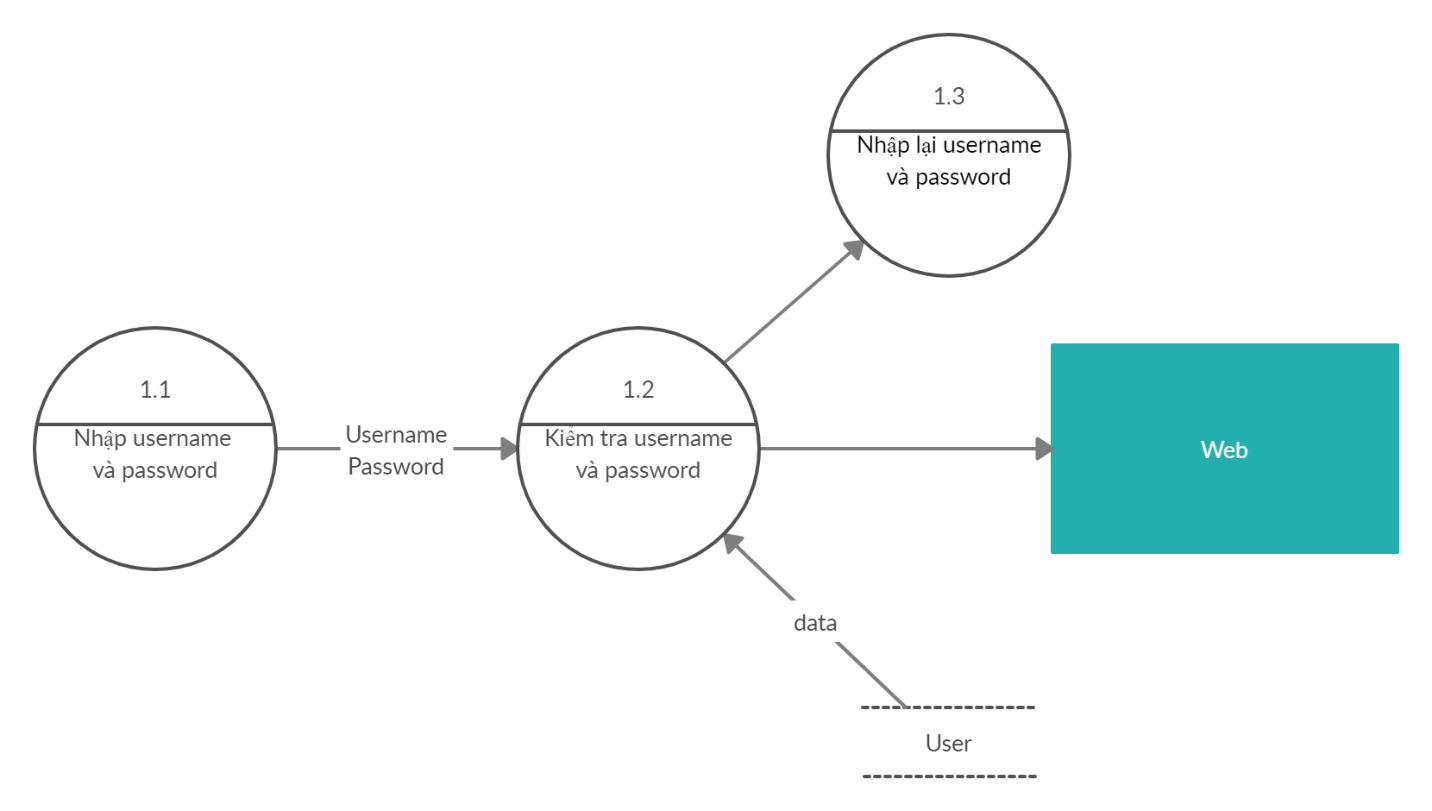 1.3
Nhập lại username
và password
1.1
Nhập username
và password
Username
Password
1.2
Kiểm tra username
và password
Web
data
User